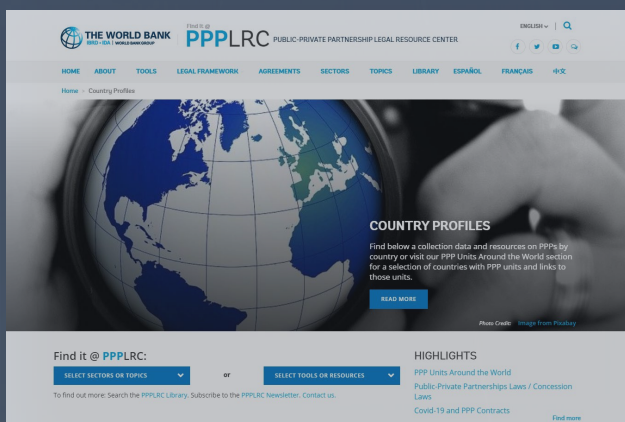 THE WORLD BANK
IBRD • IDA | WORLD BANK GROUP
Find it @
PPPLRC PUBLIC-PRIVATE PARTNERSHIP LEGAL RESOURCE CENTER
ENGLISH
HOME ABOUT TOOLS LEGAL FRAMEWORK AGREEMENTS SECTORS TOPICS LIBRARY ESPAÑOL FRANÇAIS 中文
Home > Country Profiles
COUNTRY PROFILES
Find below a collection data and resources on PPPs by
country or visit our PPP Units Around the World section
for a selection of countries with PPP units and links to
those units.
READ MORE
Photo Credit: Image from Pixabay
Find it @ PPPLRC:
SELECT SECTORS OR TOPICS or SELECT TOOLS OR RESOURCES
To find out more: Search the PPPLRC Library. Subscribe to the PPPLRC Newsletter. Contact us.
HIGHLIGHTS
PPP Units Around the World
Public-Private Partnerships Laws / Concession
Laws
Covid-19 and PPP Contracts
Find more